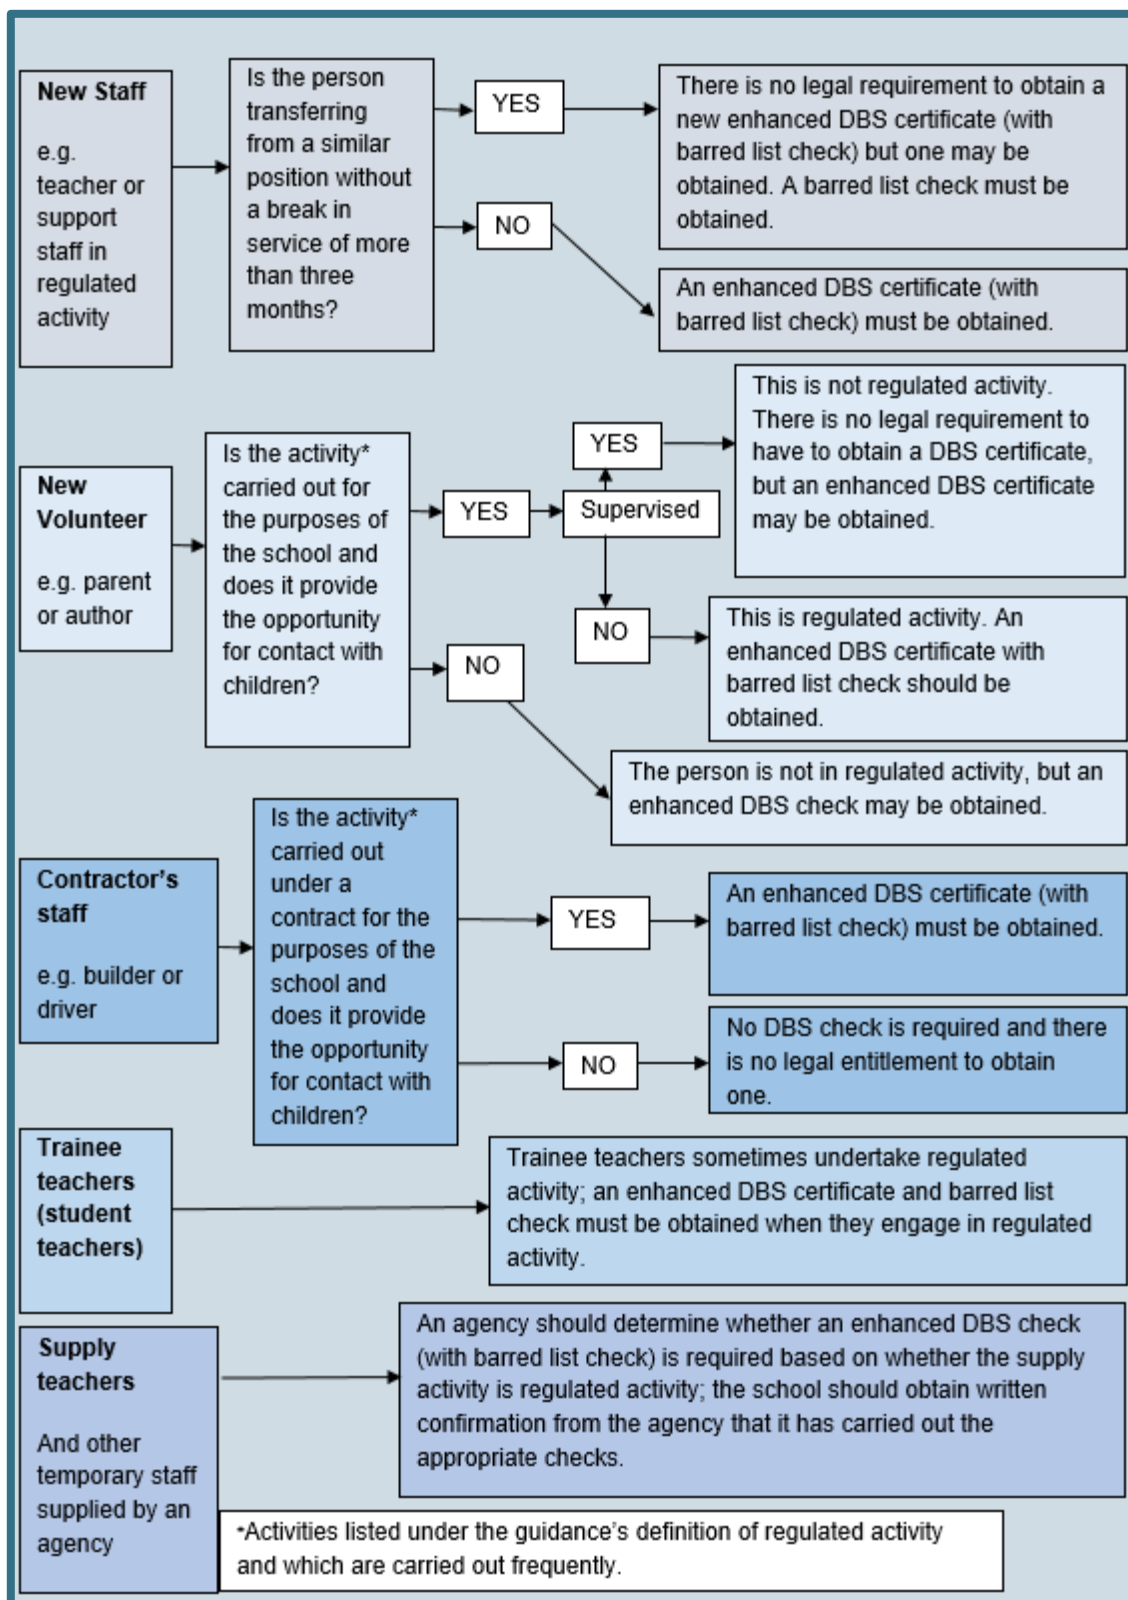 New Staff
e.g.
teacher or
support
staff in
regulated
activity
Is the person
transferring
from a similar
position without
a break in
service of more
than three
months?
YES
There is no legal requirement to obtain a
new enhanced DBS certificate (with
barred list check) but one may be
obtained. A barred list check must be
obtained.
NO
An enhanced DBS certificate (with
barred list check) must be obtained.
New
Volunteer
e.g. parent
or author
Is the activity*
carried out for
the purposes of
the school and
does it provide
the opportunity
for contact with
children?
YES
Supervised
YES
This is not regulated activity.
There is no legal requirement to
have to obtain a DBS certificate,
but an enhanced DBS certificate
may be obtained.
NO
This is regulated activity. An
enhanced DBS certificate with
barred list check should be
obtained.
NO
The person is not in regulated activity, but an
enhanced DBS check may be obtained.
Contractor’s
staff
e.g. builder or
driver
Is the activity*
carried out
under a
contract for the
purposes of the
school and
does it provide
the opportunity
for contact with
children?
YES
An enhanced DBS certificate (with
barred list check) must be obtained.
NO
No DBS check is required and there
is no legal entitlement to obtain
one.
Trainee
teachers
(student
teachers)
Trainee teachers sometimes undertake regulated
activity; an enhanced DBS certificate and barred list
check must be obtained when they engage in regulated
activity.
Supply
teachers
And other
temporary staff
supplied by an
agency
An agency should determine whether an enhanced DBS check
(with barred list check) is required based on whether the supply
activity is regulated activity; the school should obtain written
confirmation from the agency that it has carried out the
appropriate checks.
*Activities listed under the guidance’s definition of regulated activity
and which are carried out frequently.